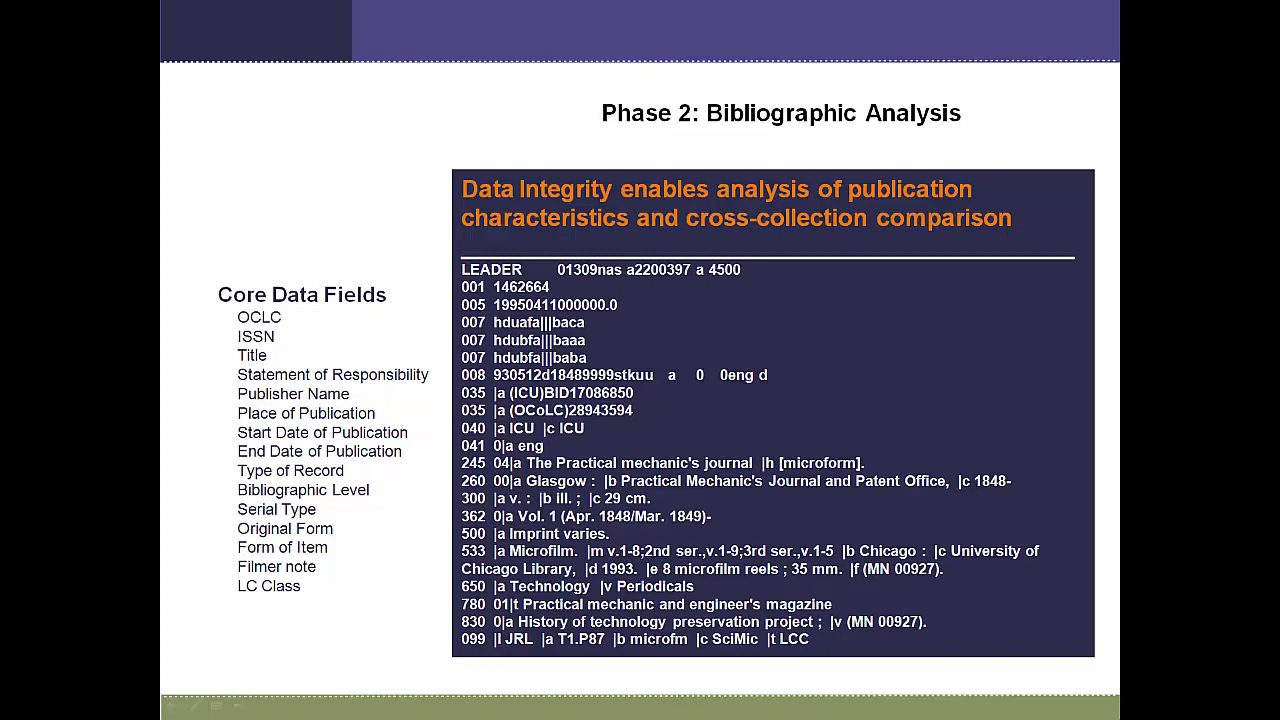 Phase 2: Bibliographic Analysis
Core Data Fields
OCLC
ISSN
Title
Statement of Responsibility
Publisher Name
Place of Publication
Start Date of Publication
End Date of Publication
Type of Record
Bibliographic Level
Serial Type
Original Form
Form of Item
Filmer note
LC Class
Data Integrity enables analysis of publication
characteristics and cross-collection comparison
LEADER 01309nas a2200397 a 4500
001 1462664
005 19950411000000.0
007 hduafa|||baca
007 hdubfa|||baaa
007 hdubfa|||baba
008 930512d18489999stkuu a 0 0eng d
035 |a (ICU)BID17086850
035 |a (OCoLC)28943594
040 |a ICU |c ICU
041 0|a eng
245 04|a The Practical mechanic's journal |h [microform].
260 00|a Glasgow : |b Practical Mechanic's Journal and Patent Office, |c 1848-
300 |a v. : |b ill. ; |c 29 cm.
362 0|a Vol. 1 (Apr. 1848/Mar. 1849)-
500 |a Imprint varies.
533 |a Microfilm. |m v.1-8;2nd ser.,v.1-9;3rd ser.,v.1-5 |b Chicago : |c University of
Chicago Library, |d 1993. |e 8 microfilm reels ; 35 mm. |f (MN 00927).
650 |a Technology |v Periodicals
780 01|t Practical mechanic and engineer's magazine
830 0|a History of technology preservation project ; |v (MN 00927).
099 |l JRL |a T1.P87 |b microfm |c SciMic |t LCC